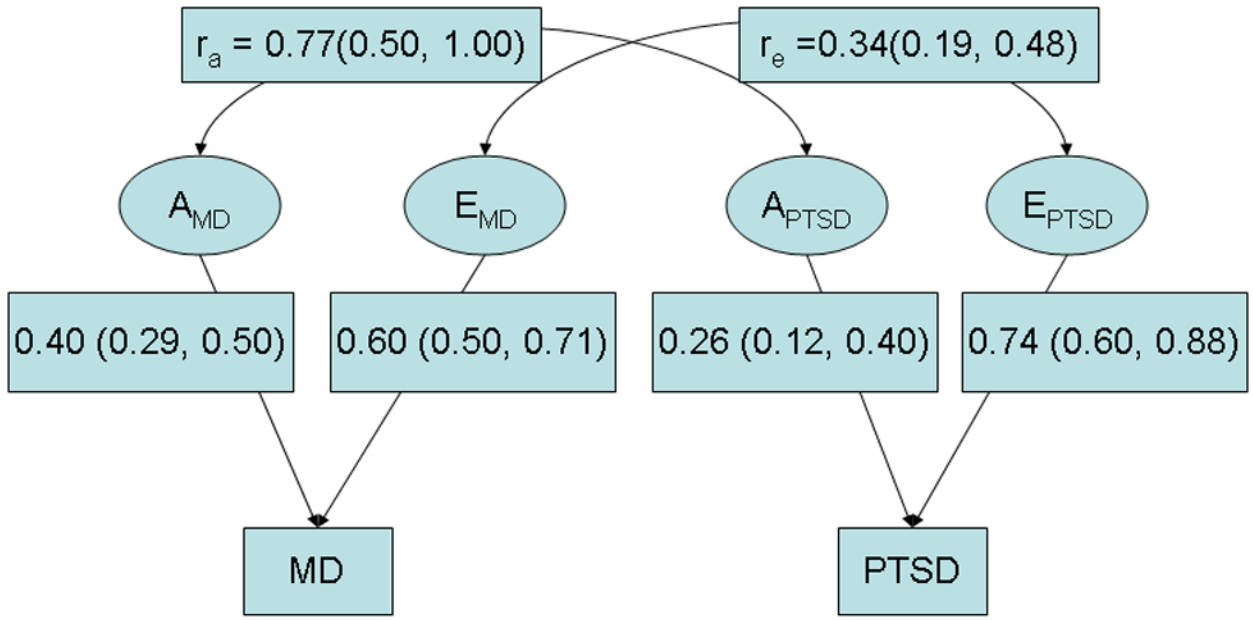 r_a = 0.77(0.50, 1.00)
r_e =0.34(0.19, 0.48)
A_MD
E_MD
A_PTSD
E_PTSD
0.40 (0.29, 0.50)
0.60 (0.50, 0.71)
0.26 (0.12, 0.40)
0.74 (0.60, 0.88)
MD
PTSD